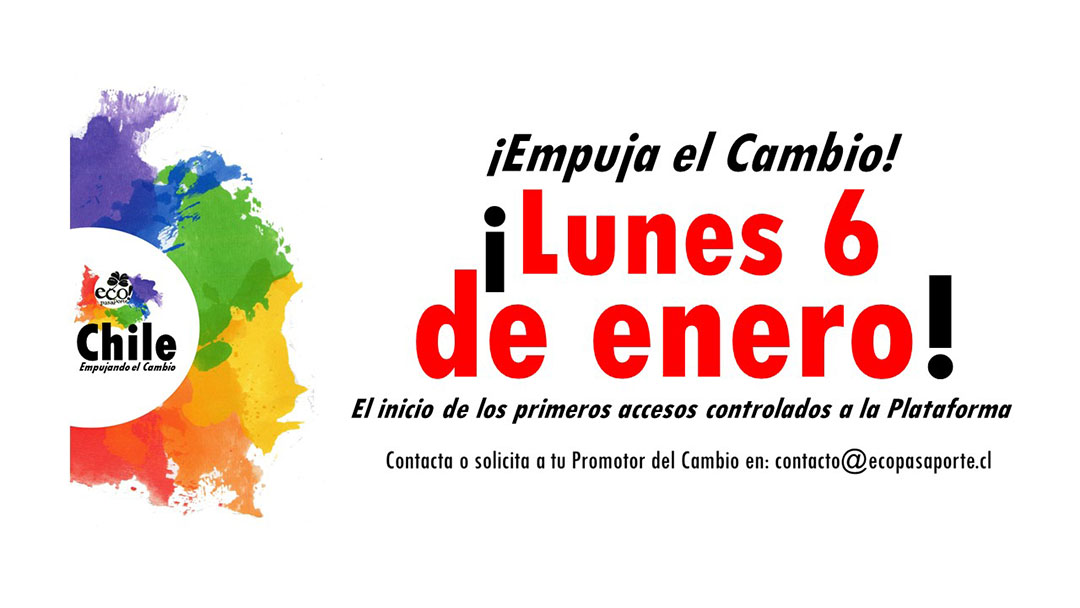 eco!
pasaporte
Chile
Empujando el Cambio
¡Empuja el Cambio!
¡Lunes 6
de enero!
El inicio de los primeros accesos controlados a la Plataforma
Contacta o solicita a tu Promotor del Cambio en: contacto@ecopasaporte.cl